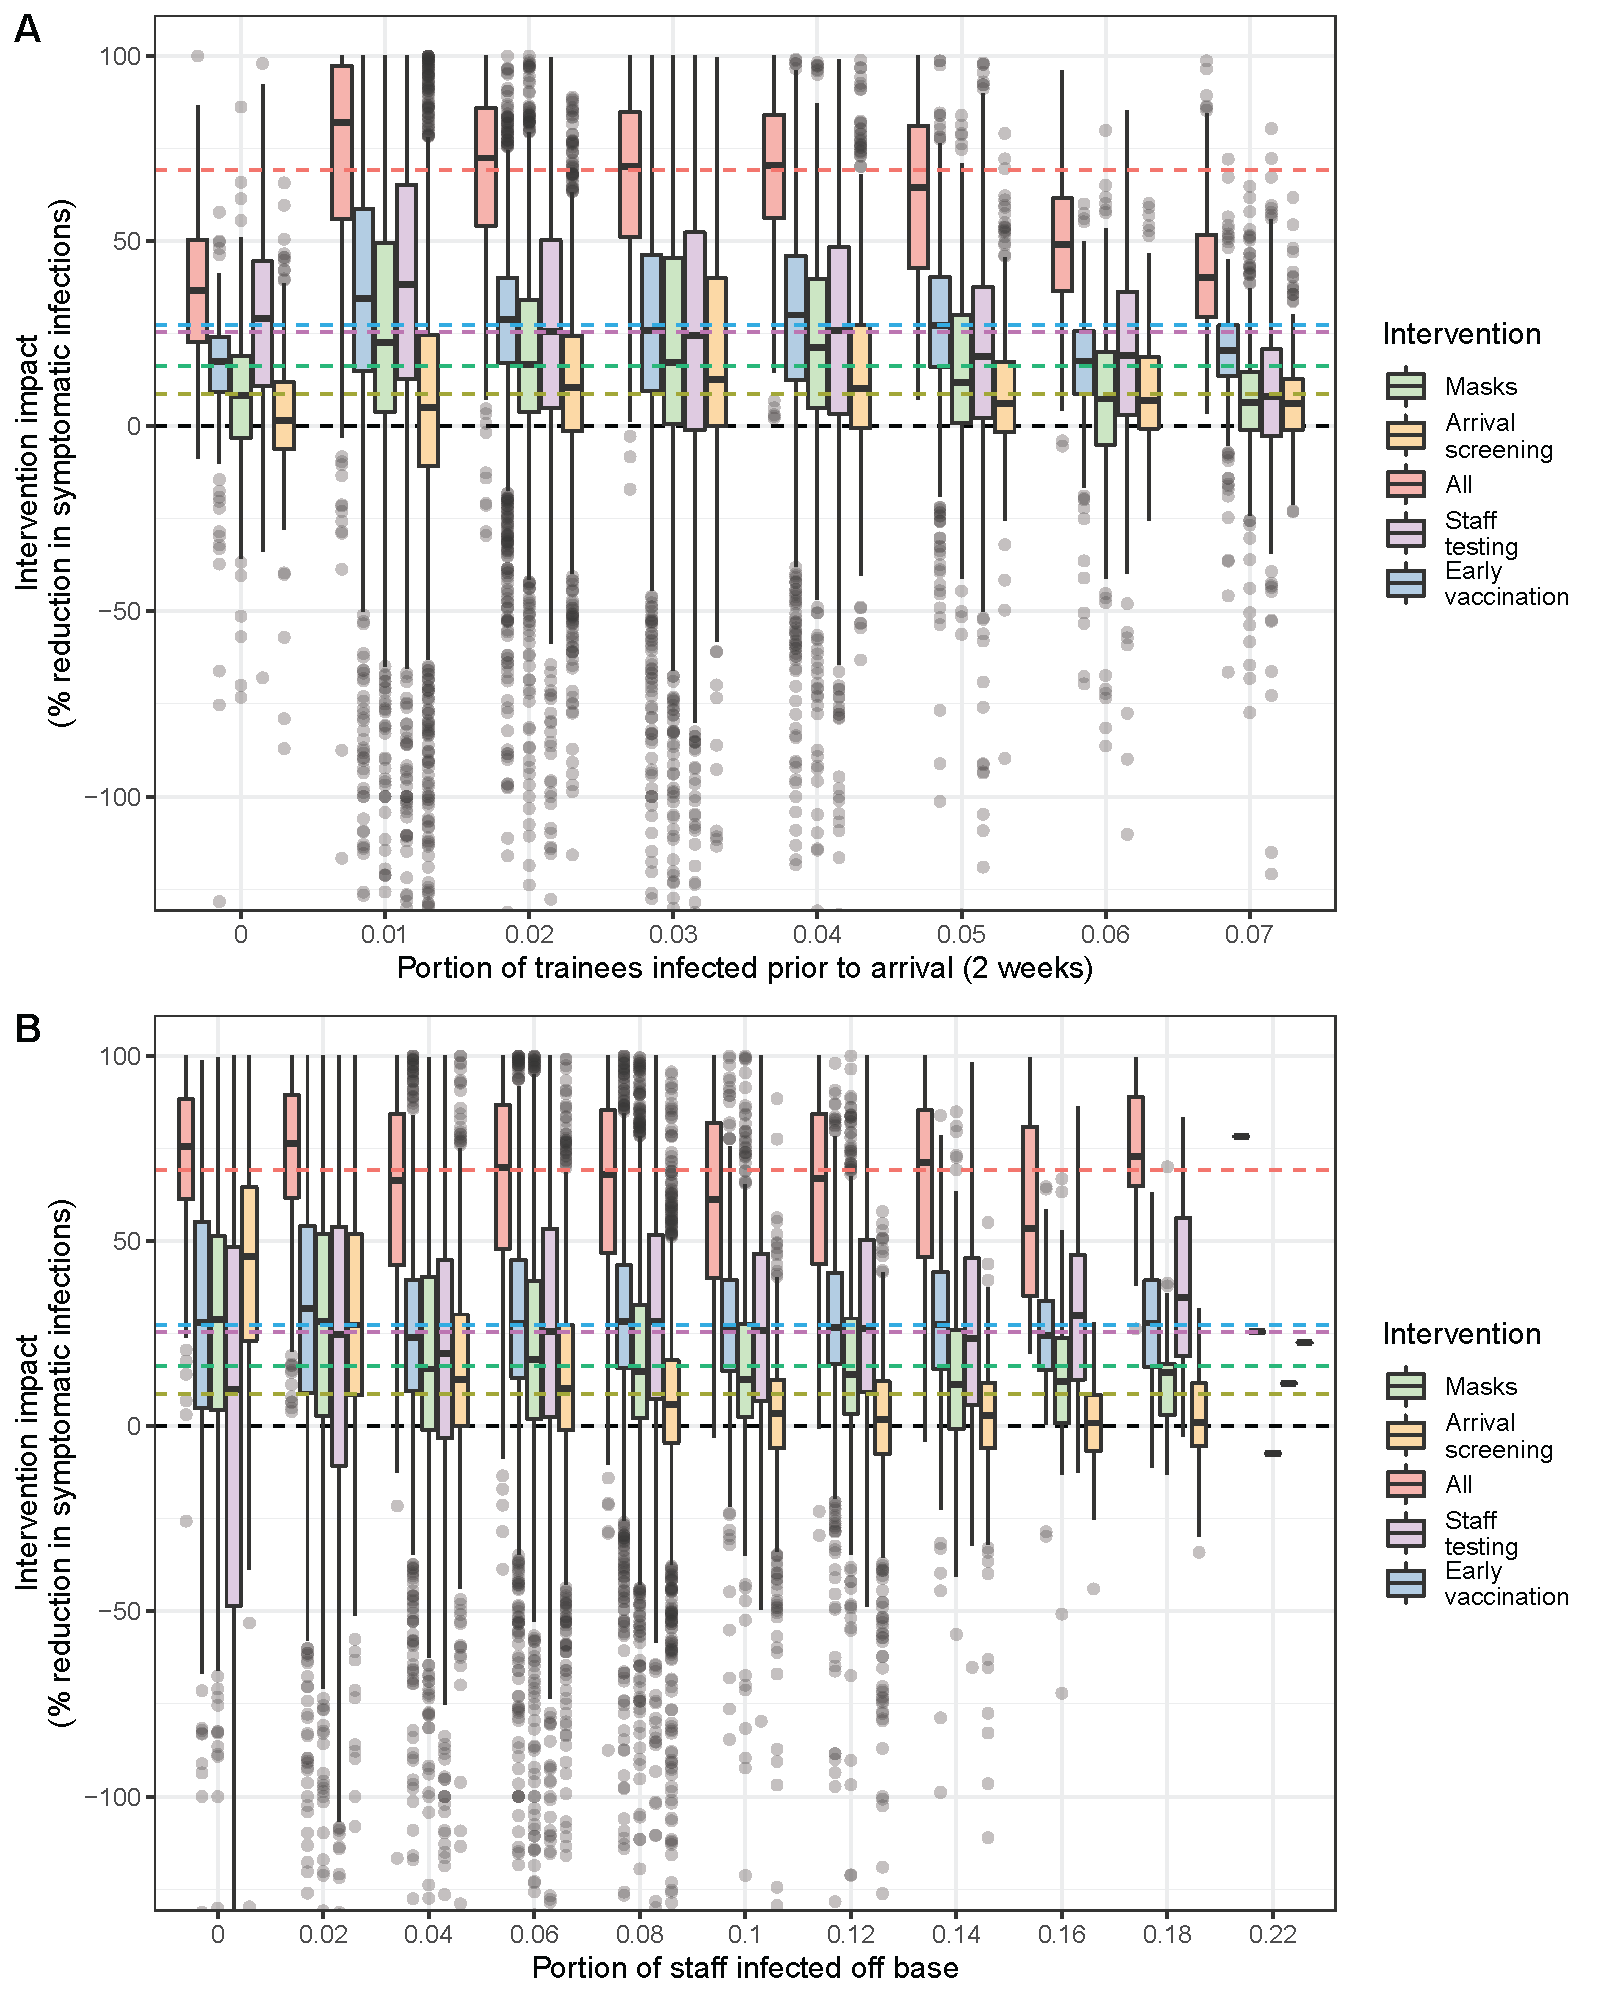 A
Intervention impact
(% reduction in symptomatic infections)
100
50
0
−50
−100
0 0.01 0.02 0.03 0.04 0.05 0.06 0.07
Portion of trainees infected prior to arrival (2 weeks)
Intervention
Masks
Arrival
screening
All
Staff
testing
Early
vaccination
B
Intervention impact
(% reduction in symptomatic infections)
100
50
0
−50
−100
0 0.02 0.04 0.06 0.08 0.1 0.12 0.14 0.16 0.18 0.22
Portion of staff infected off base
Intervention
Masks
Arrival
screening
All
Staff
testing
Early
vaccination